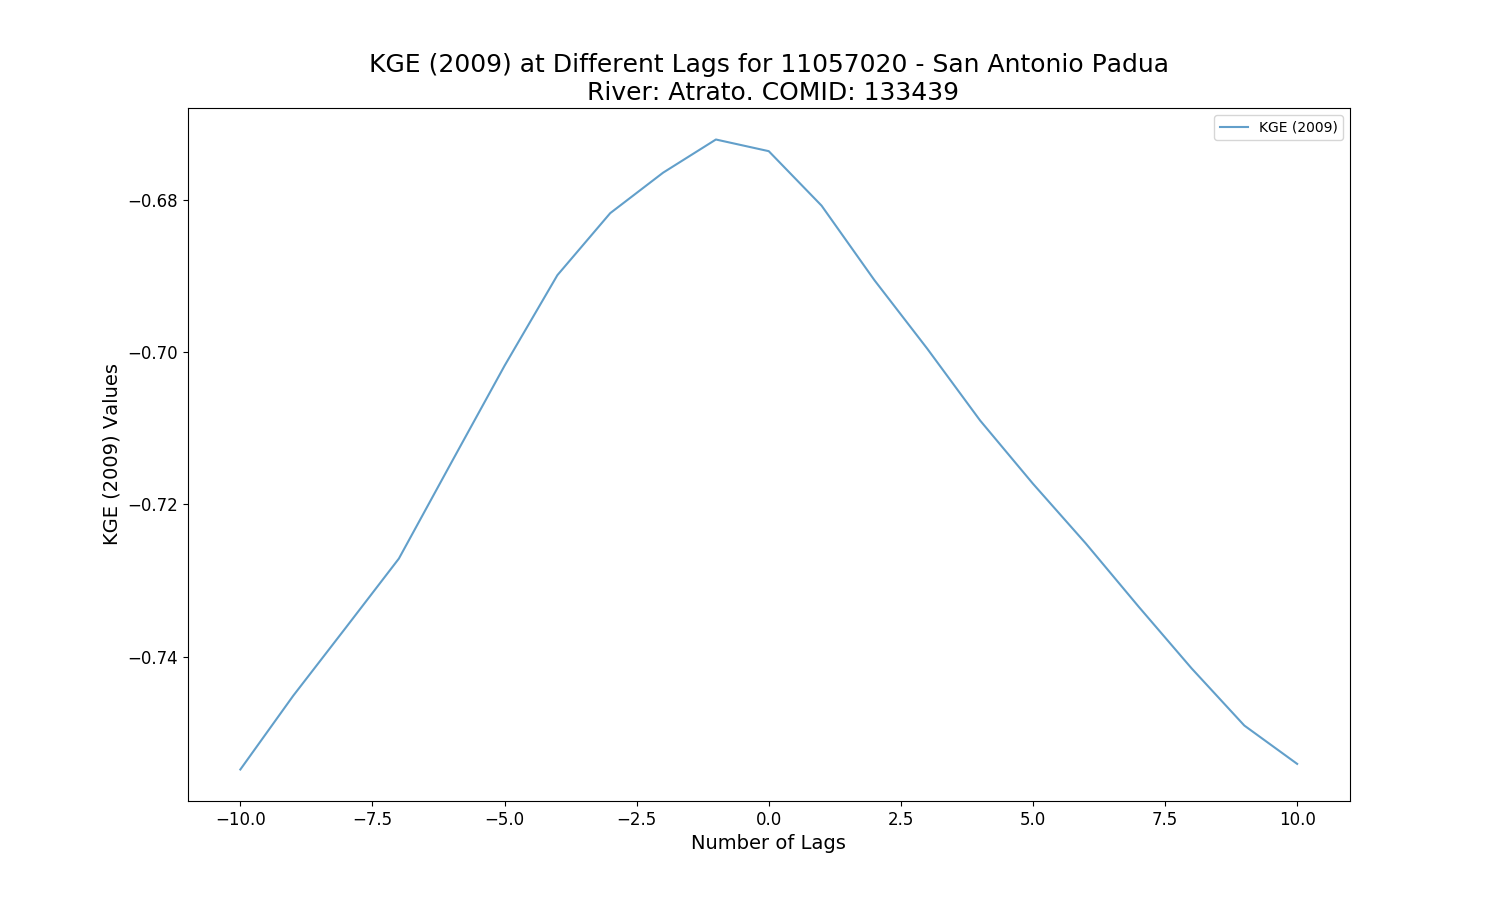 KGE (2009) at Different Lags for 11057020 - San Antonio Padua
River: Atrato. COMID: 133439
KGE (2009)
−0.68
−0.70
−0.72
−0.74
KGE (2009) Values
−10.0 −7.5 −5.0 −2.5 0.0 2.5 5.0 7.5 10.0
Number of Lags